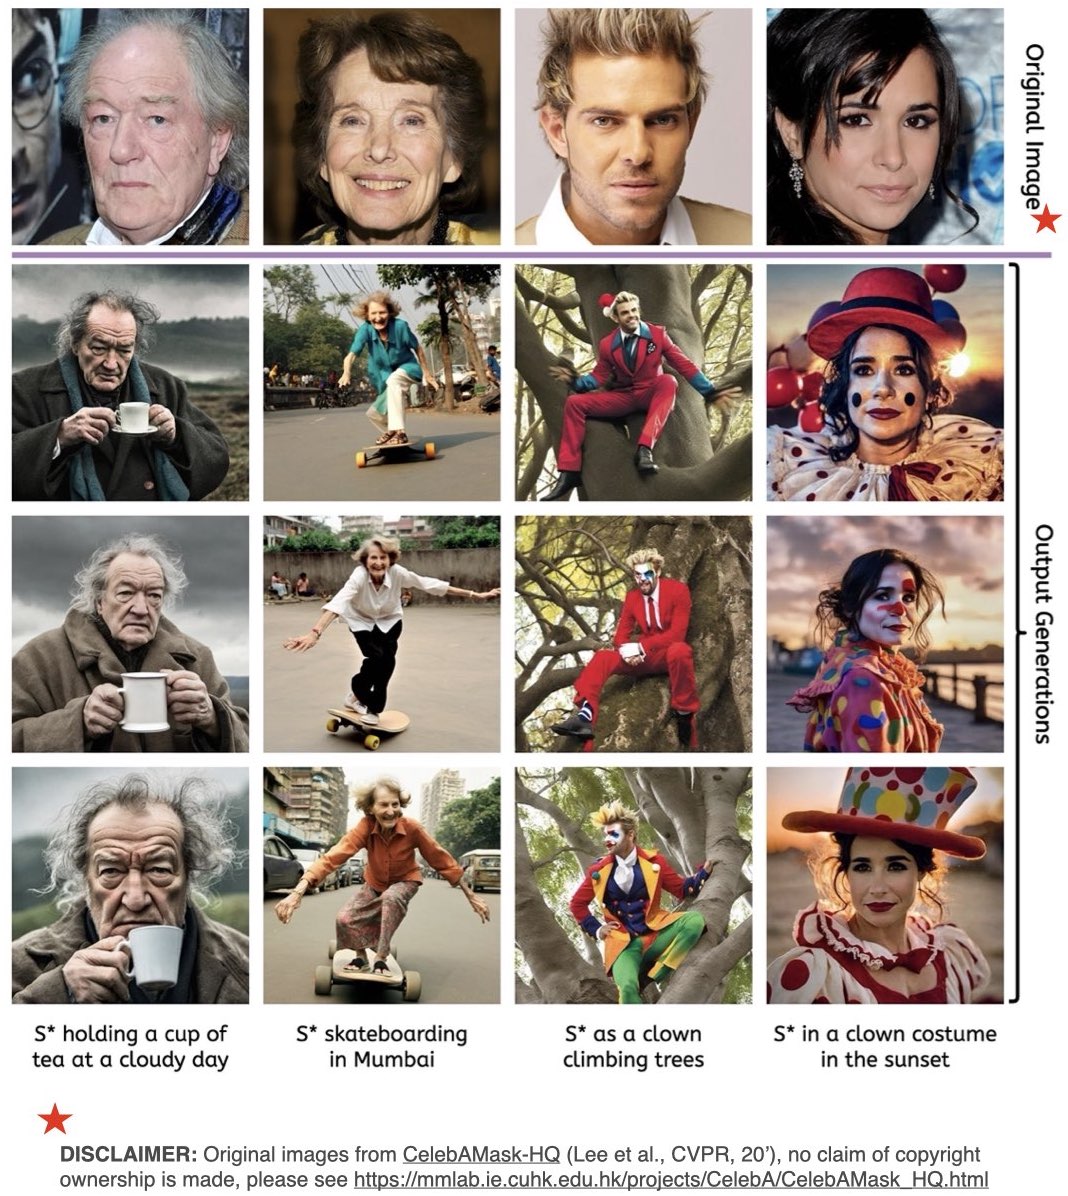 Original Image
Output Generations
S* holding a cup of
tea at a cloudy day
S* skateboarding
in Mumbai
S* as a clown
climbing trees
S* in a clown costume
in the sunset
DISCLAIMER: Original images from CelebAMask-HQ (Lee et al., CVPR, 20’), no claim of copyright
ownership is made, please see https://mmlab.ie.cuhk.edu.hk/projects/CelebA/CelebAMask_HQ.html